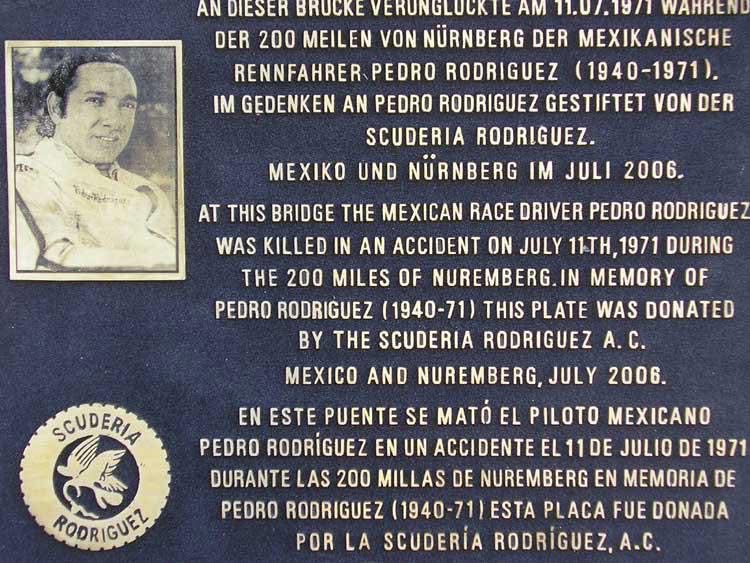 AN DIESER BRÜCKE VERUNGLÜCKTE AM 11.07.1971 WÄHREND
DER 200 MEILEN VON NÜRNBERG DER MEXIKANISCHE
RENNFAHRER PEDRO RODRIGUEZ (1940-1971).
IM GEDENKEN AN PEDRO RODRIGUEZ GESTIFTET VON DER
SCUDERIA RODRIGUEZ.
MEXIKO UND NÜRNBERG IM JULI 2006.
AT THIS BRIDGE THE MEXICAN RACE DRIVER PEDRO RODRIGUEZ
WAS KILLED IN AN ACCIDENT ON JULY 11TH, 1971 DURING
THE 200 MILES OF NUREMBERG. IN MEMORY OF
PEDRO RODRIGUEZ (1940-71) THIS PLATE WAS DONATED
BY THE SCUDERIA RODRIGUEZ A. C.
MEXICO AND NUREMBERG, JULY 2006.
EN ESTE PUENTE SE MATÓ EL PILOTO MEXICANO
PEDRO RODRÍGUEZ EN UN ACCIDENTE EL 11 DE JULIO DE 1971
DURANTE LAS 200 MILLAS DE NUREMBERG EN MEMORIA DE
PEDRO RODRIGUEZ (1940-71) ESTA PLACA FUE DONADA
POR LA SCUDERÍA RODRÍGUEZ, A.C.
SCUDERIA
RODRIGUEZ